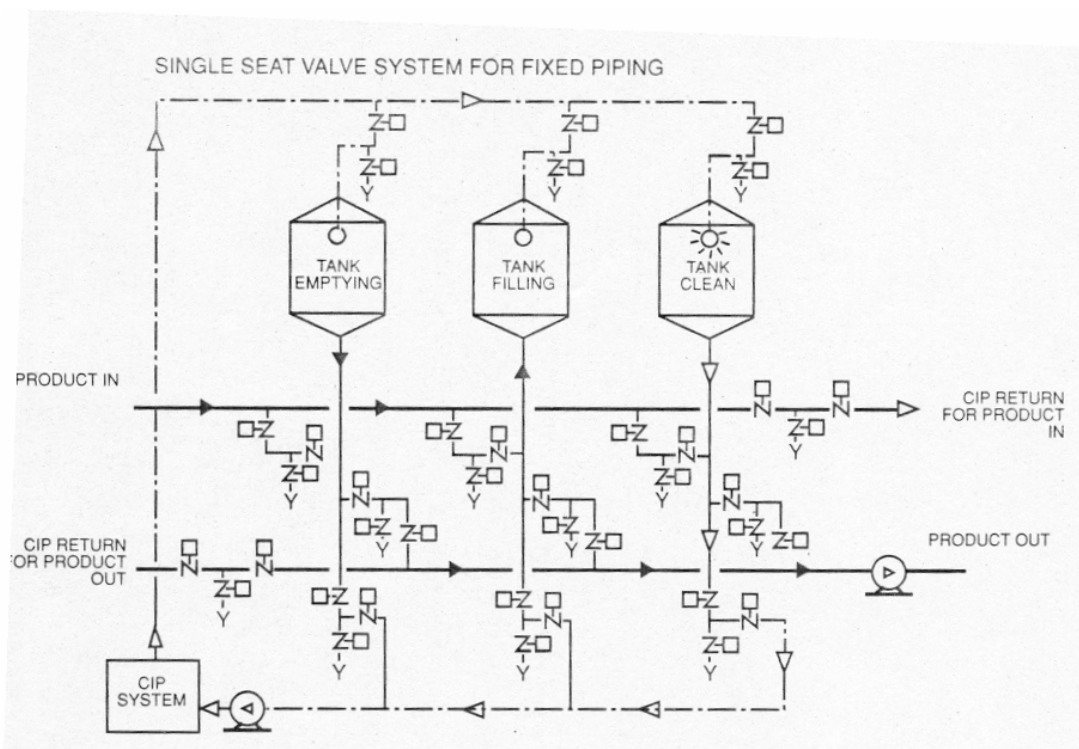 SINGLE SEAT VALVE SYSTEM FOR FIXED PIPING
TANK
EMPTYING
TANK
FILLING
TANK
CLEAN
PRODUCT IN
CIP RETURN
FOR PRODUCT
IN
CIP RETURN
FOR PRODUCT
OUT
PRODUCT OUT
CIP
SYSTEM